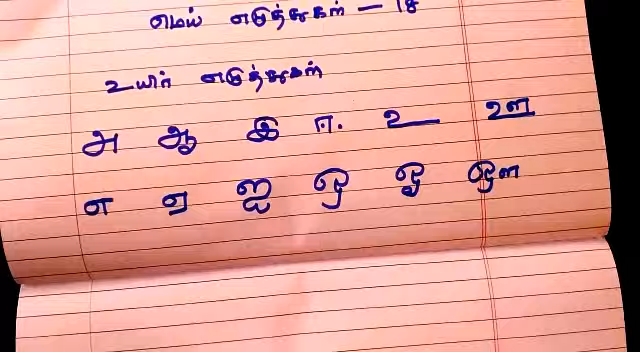 மெய் எழுத்துகள் – 18
உயிர் எழுத்துகள்
அ ஆ இ ஈ. உ ஊ
எ ஏ ஐ ஒ ஓ ஔ